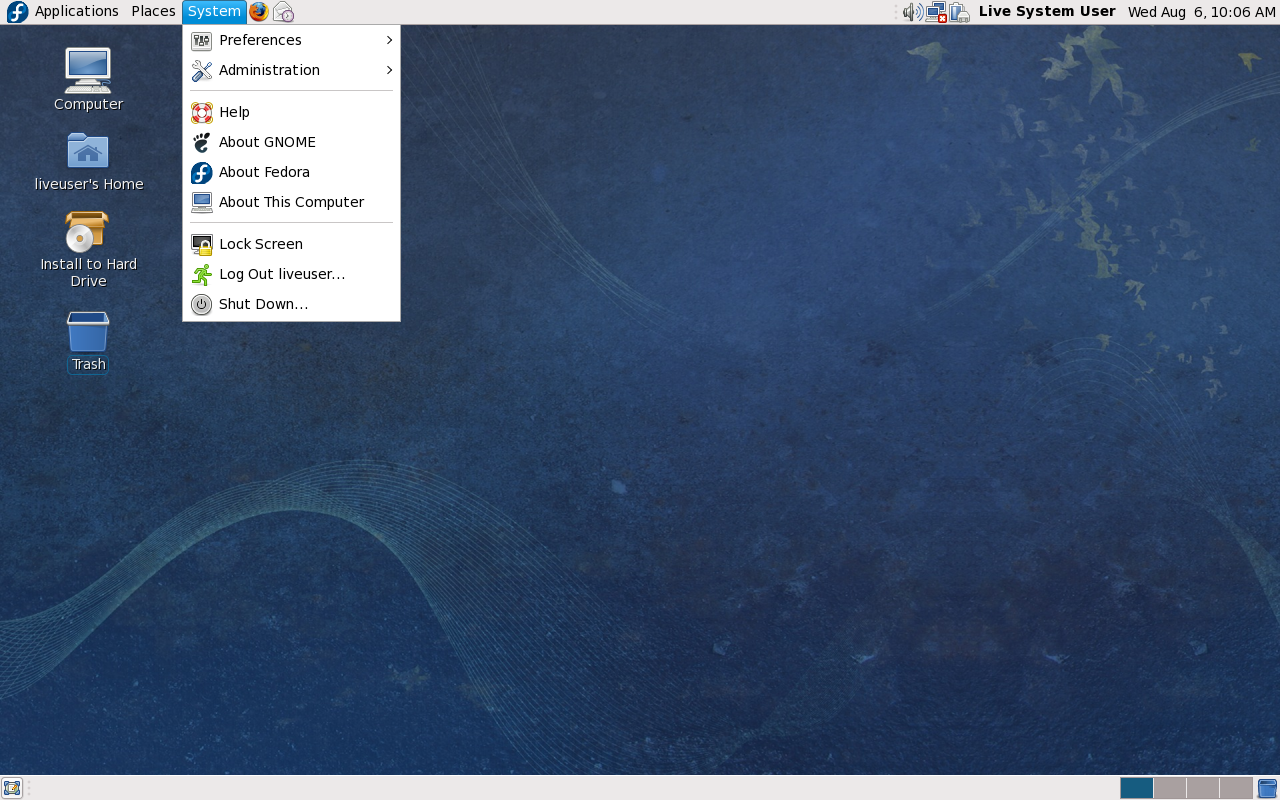 Applications Places System Live System User Wed Aug 6, 10:06 AM
Preferences
Administration
Help
About GNOME
About Fedora
About This Computer
Lock Screen
Log Out liveuser...
Shut Down...
Computer
liveuser's Home
Install to Hard
Drive
Trash